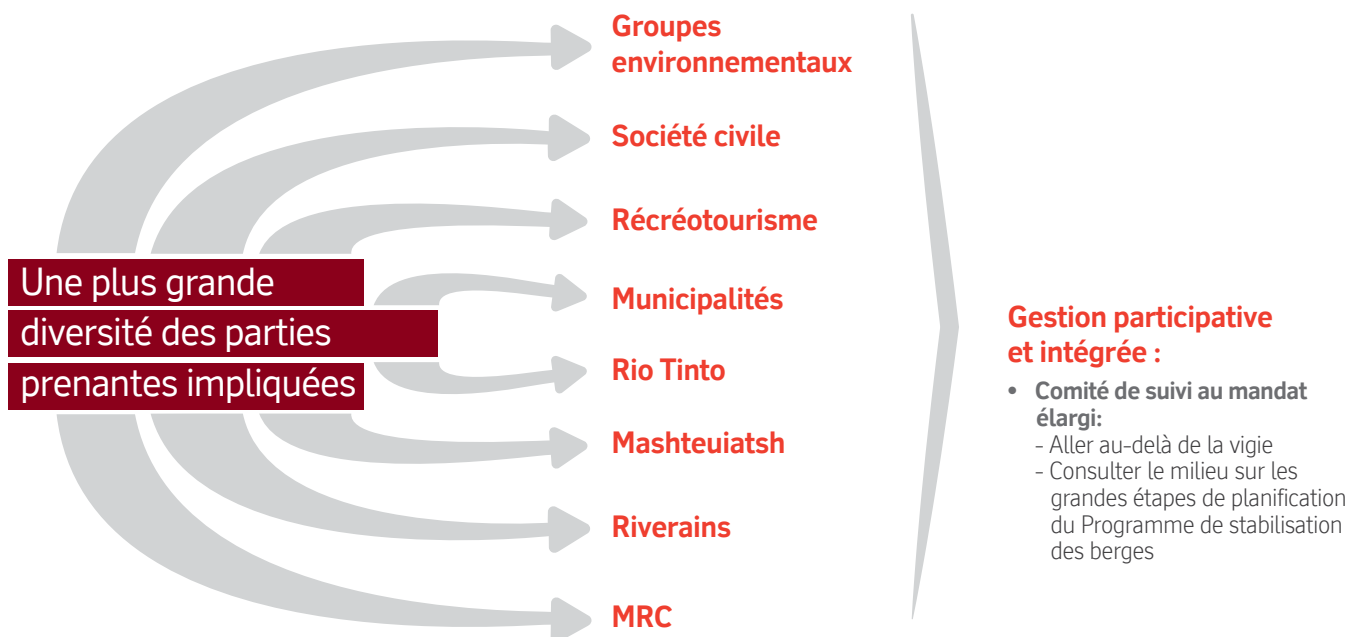 Une plus grande
diversité des parties
prenantes impliquées
Groupes
environnementaux
Société civile
Récréotourisme
Municipalités
Rio Tinto
Mashteuiatsh
Riverains
MRC
Gestion participative
et intégrée :
• Comité de suivi au mandat
élargi:
- Aller au-delà de la vigie
- Consulter le milieu sur les
grandes étapes de planification
du Programme de stabilisation
des berges